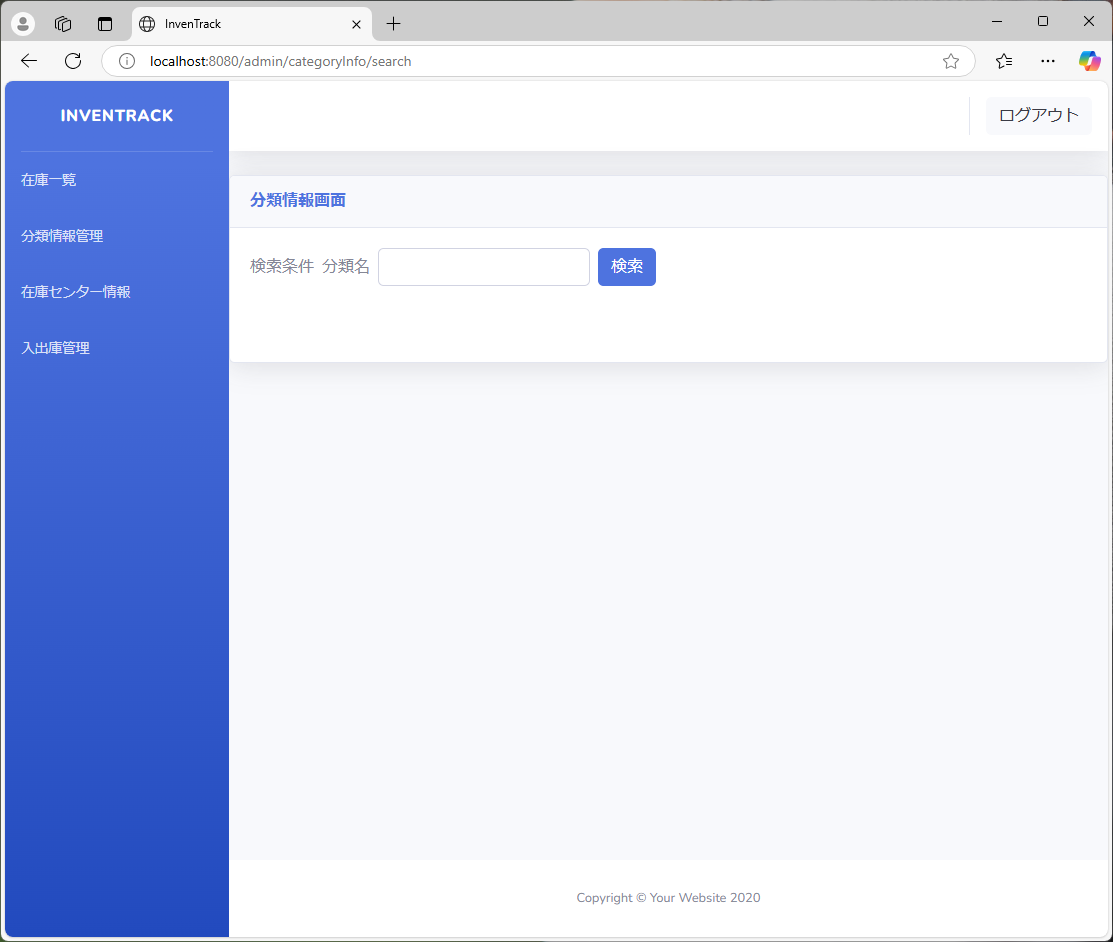 InvenTrack
localhost:8080/admin/categoryInfo/search
INVENTRACK
ログアウト
在庫一覧
分類情報管理
在庫センター情報
入出庫管理
分類情報画面
検索条件 分類名
検索
Copyright © Your Website 2020